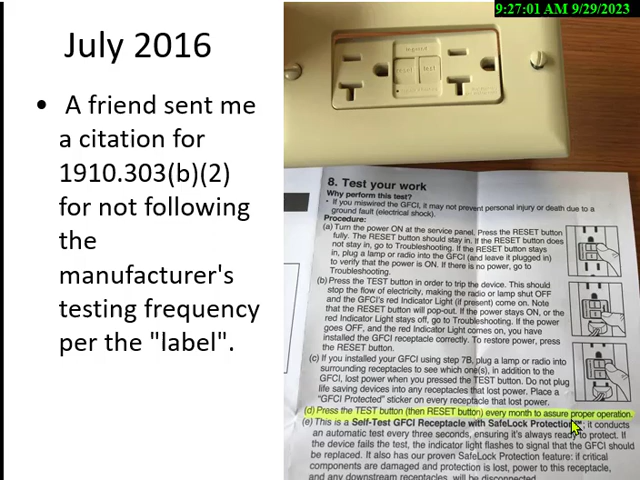 9:27:01 AM 9/29/2023
July 2016
• A friend sent me
a citation for
1910.303(b)(2)
for not following
the
manufacturer's
testing frequency
per the "label".
test
8. Test your work
Why perform this test?
• If you miswired the GFCI, it may not prevent personal injury or death due to a
ground fault (electrical shock).
Procedure:
(a) Turn the power ON at the service panel. Press the RESET button
fully. The RESET button should stay in. If the RESET button does
not stay in, go to Troubleshooting. If the RESET button stays
in, plug a lamp or radio into the GFCI (and leave it plugged in)
to verify that the power is ON. If there is no power, go to
Troubleshooting.
(b) Press the TEST button in order to trip the device. This should
stop the flow of electricity, making the radio or lamp shut OFF
and the GFCI's red Indicator Light (if present) come on. Note
that the RESET button will pop-out. If the power stays ON, or the
red Indicator Light stays off, go to Troubleshooting. If the power
goes OFF, and the red Indicator Light comes on, you have
installed the GFCI receptacle correctly. To restore power, press
the RESET button.
(c) If you installed your GFCI using step 7B, plug a lamp or radio into
surrounding receptacles to see which one(s), in addition to the
GFCI, lost power when you pressed the TEST button. Do not plug
life saving devices into any receptacles that lost power. Place a
"GFCI Protected" sticker on every receptacle that lost power.
(d) Press the TEST button (then RESET button) every month to assure proper operation.
(e) This is a Self-Test GFCI Receptacle with SafeLock Protection™; it conducts
an automatic test every three seconds, ensuring it's always ready to protect. If
the device fails the test, the indicator light flashes to signal that the GFCI should
be replaced. It also has our proven SafeLock Protection feature: if critical
components are damaged and protection is lost, power to this receptacle,
and any downstream receptacles, will be disconnected.